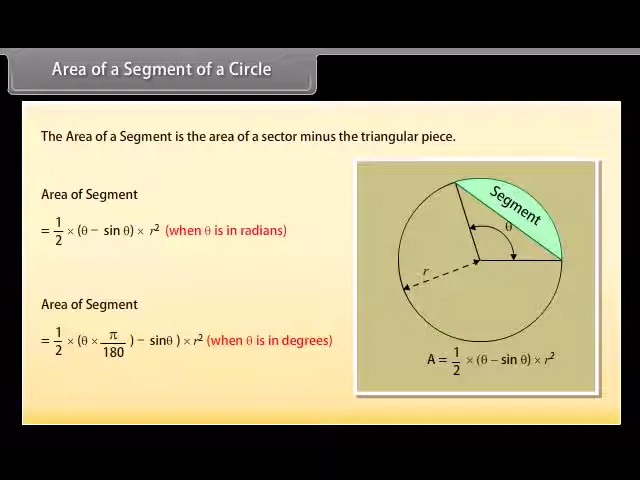 Area of a Segment of a Circle
The Area of a Segment is the area of a sector minus the triangular piece.
Area of Segment
= 1/2 × (θ − sin θ) × r² (when θ is in radians)
Area of Segment
= 1/2 × (θ × π/180 ) − sinθ ) × r² (when θ is in degrees)
Segment
θ
r
A = 1/2 × (θ − sin θ) × r²